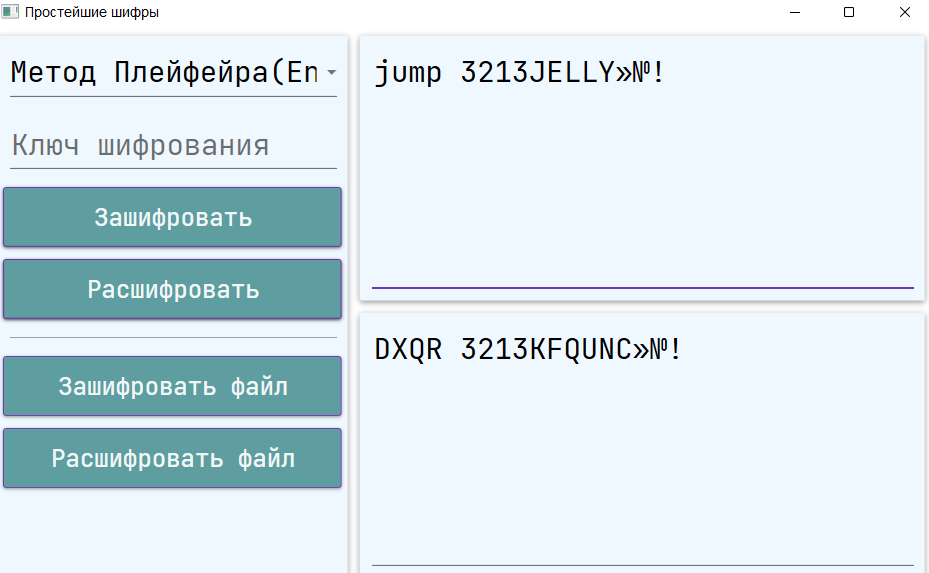 Простейшие шифры
Метод Плейфейра(En
Ключ шифрования
Зашифровать
Расшифровать
Зашифровать файл
Расшифровать файл
jump 3213JELLY»№!
DXQR 3213KFQUNC»№!